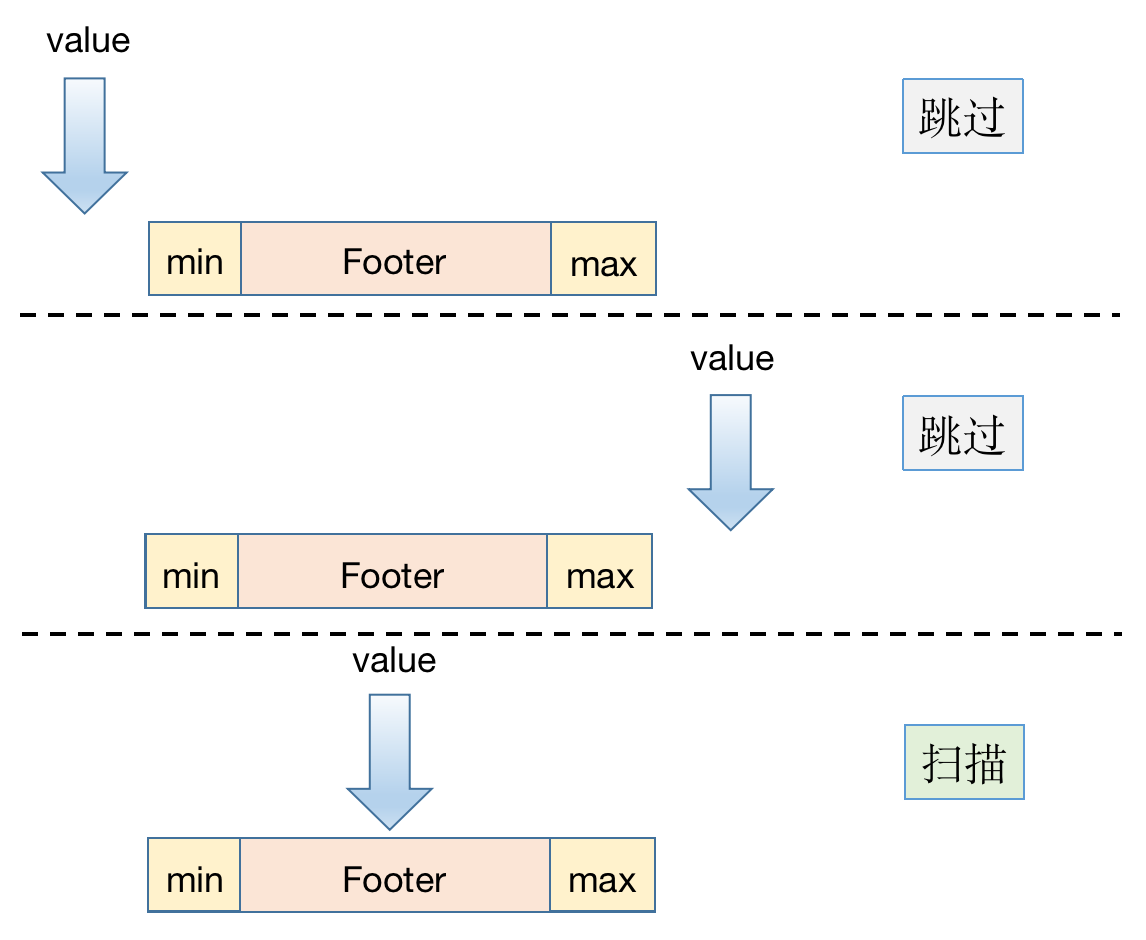 value
跳过
min Footer max
value
跳过
min Footer max
value
扫描
min Footer max